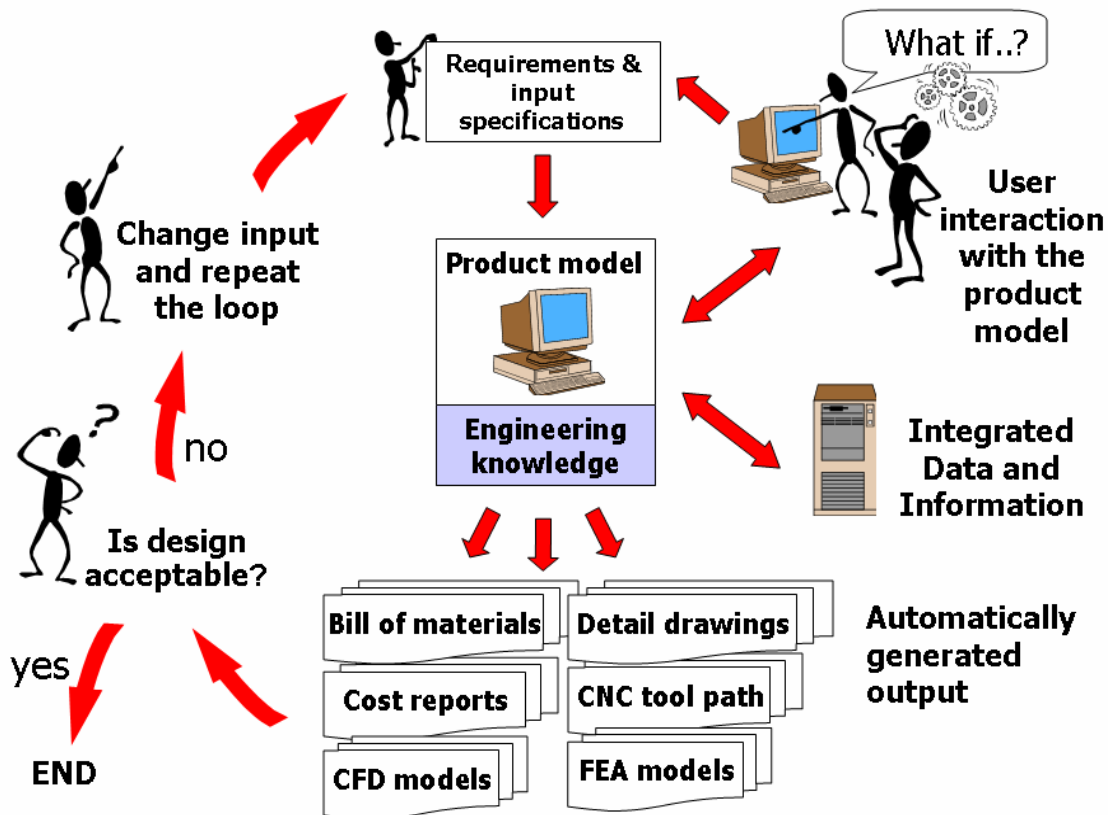 What if..?
Requirements &
input
specifications
User
interaction
with the
product
model
Change input
and repeat
the loop
Product model
Engineering
knowledge
Integrated
Data and
Information
?
no
Is design
acceptable?
yes
END
Bill of materials
Detail drawings
Cost reports
CNC tool path
CFD models
FEA models
Automatically
generated
output